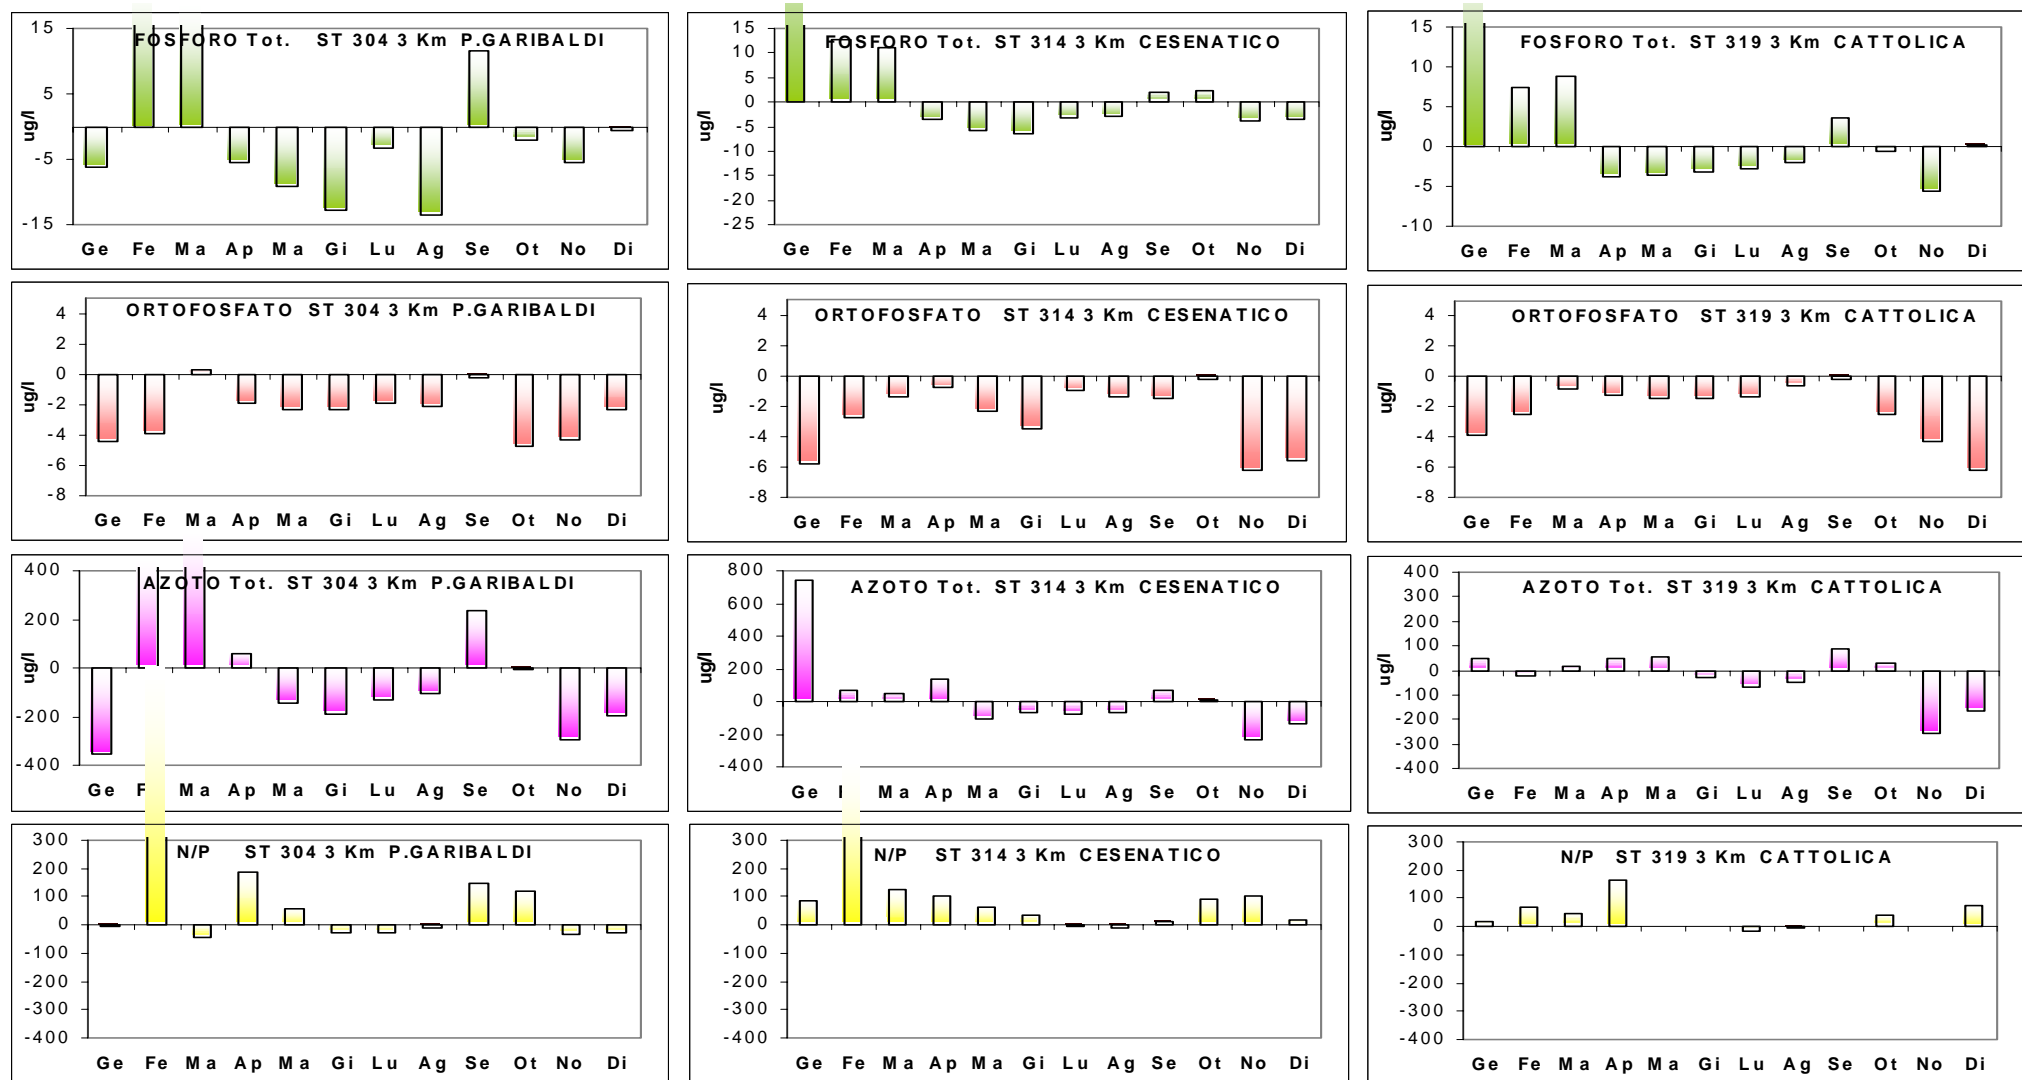 FOSFORO Tot. ST 304 3 Km P.GARIBALDI
ug/l
15
5
-5
-15
Ge Fe Ma Ap Ma Gi Lu Ag Se Ot No Di
FOSFORO Tot. ST 314 3 Km CESENATICO
ug/l
15
10
5
0
-5
-10
-15
-20
-25
Ge Fe Ma Ap Ma Gi Lu Ag Se Ot No Di
FOSFORO Tot. ST 319 3 Km CATTOLICA
ug/l
15
10
5
0
-5
-10
Ge Fe Ma Ap Ma Gi Lu Ag Se Ot No Di
ORTOFOSFATO ST 304 3 Km P.GARIBALDI
ug/l
4
2
0
-2
-4
-6
-8
Ge Fe Ma Ap Ma Gi Lu Ag Se Ot No Di
ORTOFOSFATO ST 314 3 Km CESENATICO
ug/l
4
2
0
-2
-4
-6
-8
Ge Fe Ma Ap Ma Gi Lu Ag Se Ot No Di
ORTOFOSFATO ST 319 3 Km CATTOLICA
ug/l
4
2
0
-2
-4
-6
-8
Ge Fe Ma Ap Ma Gi Lu Ag Se Ot No Di
AZOTO Tot. ST 304 3 Km P.GARIBALDI
ug/l
400
200
0
-200
-400
Ge Ma Ap Ma Gi Lu Ag Se Ot No Di
AZOTO Tot. ST 314 3 Km CESENATICO
ug/l
800
600
400
200
0
-200
-400
Ge Ma Ap Ma Gi Lu Ag Se Ot No Di
AZOTO Tot. ST 319 3 Km CATTOLICA
ug/l
400
300
200
100
0
-100
-200
-300
-400
Ge Fe Ma Ap Ma Gi Lu Ag Se Ot No Di
N/P ST 304 3 Km P.GARIBALDI
300
200
100
0
-100
-200
-300
-400
Ge Fe Ma Ap Ma Gi Lu Ag Se Ot No Di
N/P ST 314 3 Km CESENATICO
300
200
100
0
-100
-200
-300
-400
Ge Fe Ma Ap Ma Gi Lu Ag Se Ot No Di
N/P ST 319 3 Km CATTOLICA
300
200
100
0
-100
-200
-300
-400
Ge Fe Ma Ap Ma Gi Lu Ag Se Ot No Di